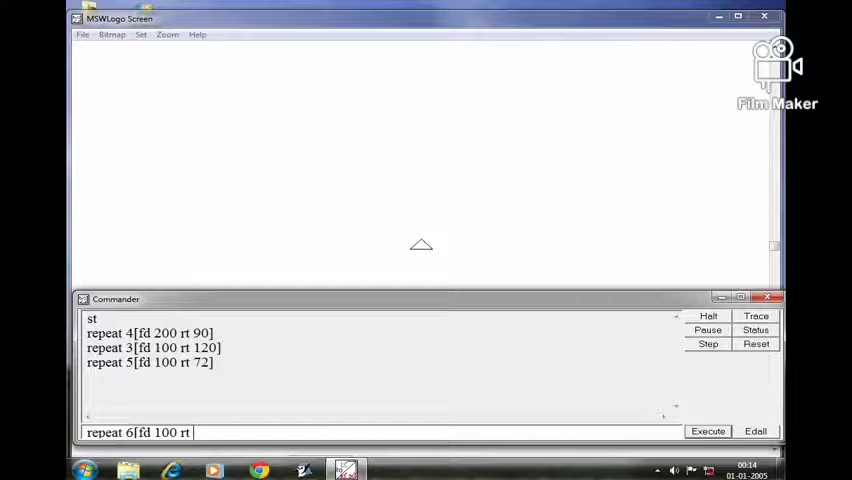 MSWLogo Screen
File Bitmap Set Zoom Help
Film Maker
Commander
st
repeat 4[fd 200 rt 90]
repeat 3[fd 100 rt 120]
repeat 5[fd 100 rt 72]
Halt Trace
Pause Status
Step Reset
repeat 6[fd 100 rt
Execute Edall
00:14
01-01-2005